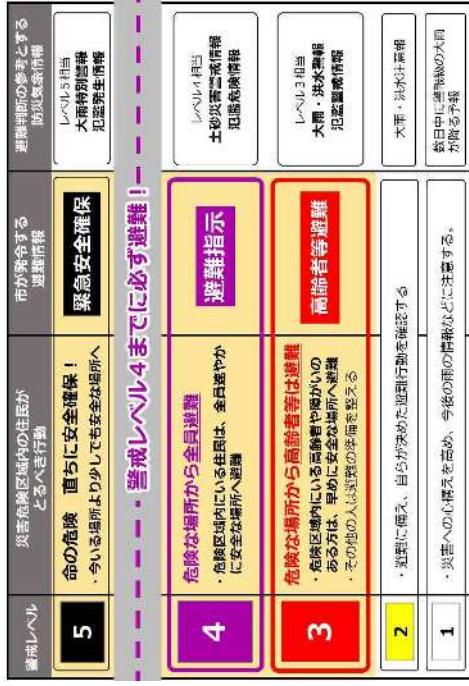 警戒レベル
災害危険区域内の住民が
とるべき行動
市が発令する
避難情報
避難判断の参考とする
防災気象情報
5
命の危険 直ちに安全確保！
・今いる場所より少しでも安全な場所へ
緊急安全確保
レベル5相当
大雨特別警報
氾濫発生情報
警戒レベル4までに必ず避難！
4
危険な場所から全員避難
・危険区域内にいる住民は、全員速やか
に安全な場所へ避難
避難指示
レベル4相当
土砂災害警戒情報
氾濫危険情報
3
危険な場所から高齢者等は避難
・危険区域内にいる高齢者や障がいの
ある方は、早めに安全な場所へ避難
・その他の人は避難の準備を整える
高齢者等避難
レベル3相当
大雨・洪水警報
氾濫警戒情報
2
・避難に備え、自らが決めた避難行動を確認する
大雨・洪水注意報
1
・災害への心構えを高め、今後の雨の情報などに注意する。
数日中に警報級の大雨
が降る予報